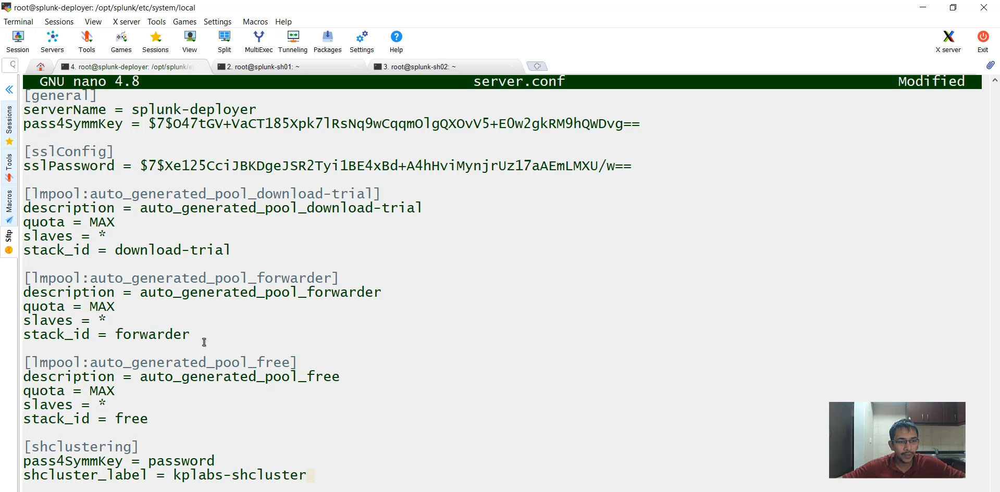 root@splunk-deployer: /opt/splunk/etc/system/local
Terminal Sessions View X server Tools Games Settings Macros Help
Session Servers Tools Games Sessions View Split MultiExec Tunneling Packages Settings Help X server Exit
4. root@splunk-deployer: /opt/splunk/et 2. root@splunk-sh01: ~ 3. root@splunk-sh02: ~
GNU nano 4.8 server.conf Modified
[general]
serverName = splunk-deployer
pass4SymmKey = $7$O47tGV+VaCT185Xpk7lRsNq9wCqqmOlgQXOvV5+E0w2gkRM9hQWDvg==
[sslConfig]
sslPassword = $7$Xe125CciJBKDgeJSR2Tyi1BE4xBd+A4hHviMynjrUz17aAEmLMXU/w==
[lmpool:auto_generated_pool_download-trial]
description = auto_generated_pool_download-trial
quota = MAX
slaves = *
stack_id = download-trial
[lmpool:auto_generated_pool_forwarder]
description = auto_generated_pool_forwarder
quota = MAX
slaves = *
stack_id = forwarder
[lmpool:auto_generated_pool_free]
description = auto_generated_pool_free
quota = MAX
slaves = *
stack_id = free
[shclustering]
pass4SymmKey = password
shcluster_label = kplabs-shcluster
Sessions
Tools
Macros
Sftp